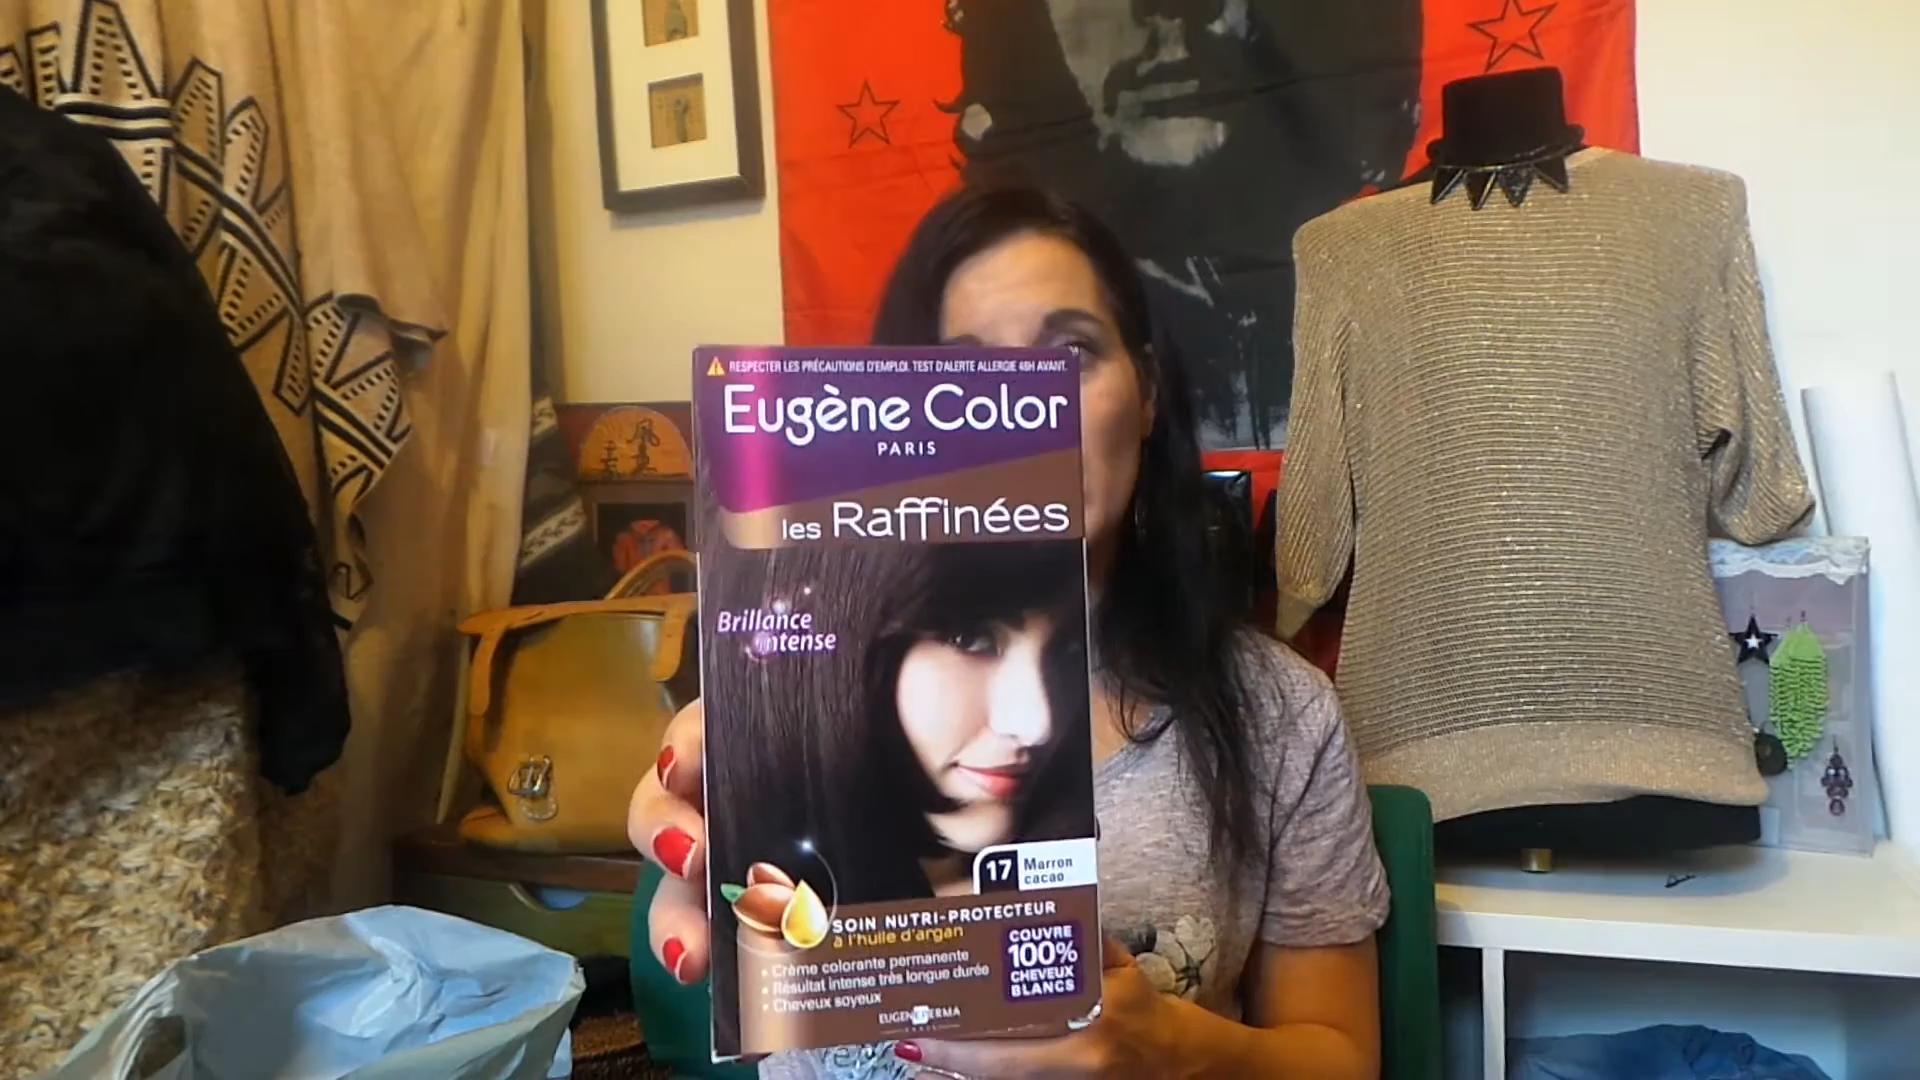 RESPECTER LES PRÉCAUTIONS D'EMPLOI. TEST D'ALERTE ALLERGIE 48H AVANT.
Eugène Color
PARIS
les Raffinées
Brillance
intense
17 Marron
cacao
SOIN NUTRI-PROTECTEUR
à l'huile d'argan
• Crème colorante permanente
• Résultat intense très longue durée
• Cheveux soyeux
COUVRE
100%
CHEVEUX
BLANCS
EUGENE PERMA